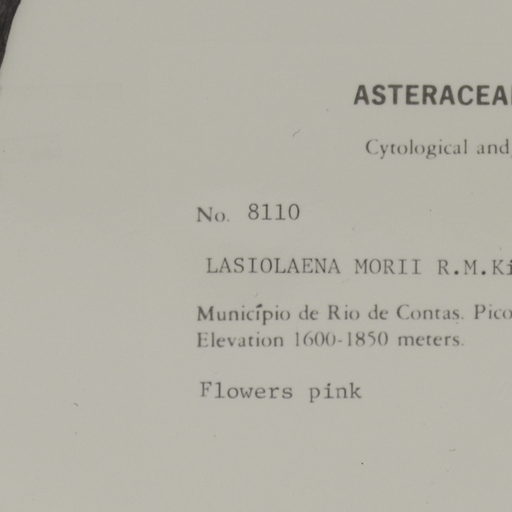 ASTERACEA
Cytological and
No. 8110
LASIOLAENA MORII R.M.Ki
Município de Rio de Contas. Pico
Elevation 1600-1850 meters.
Flowers pink